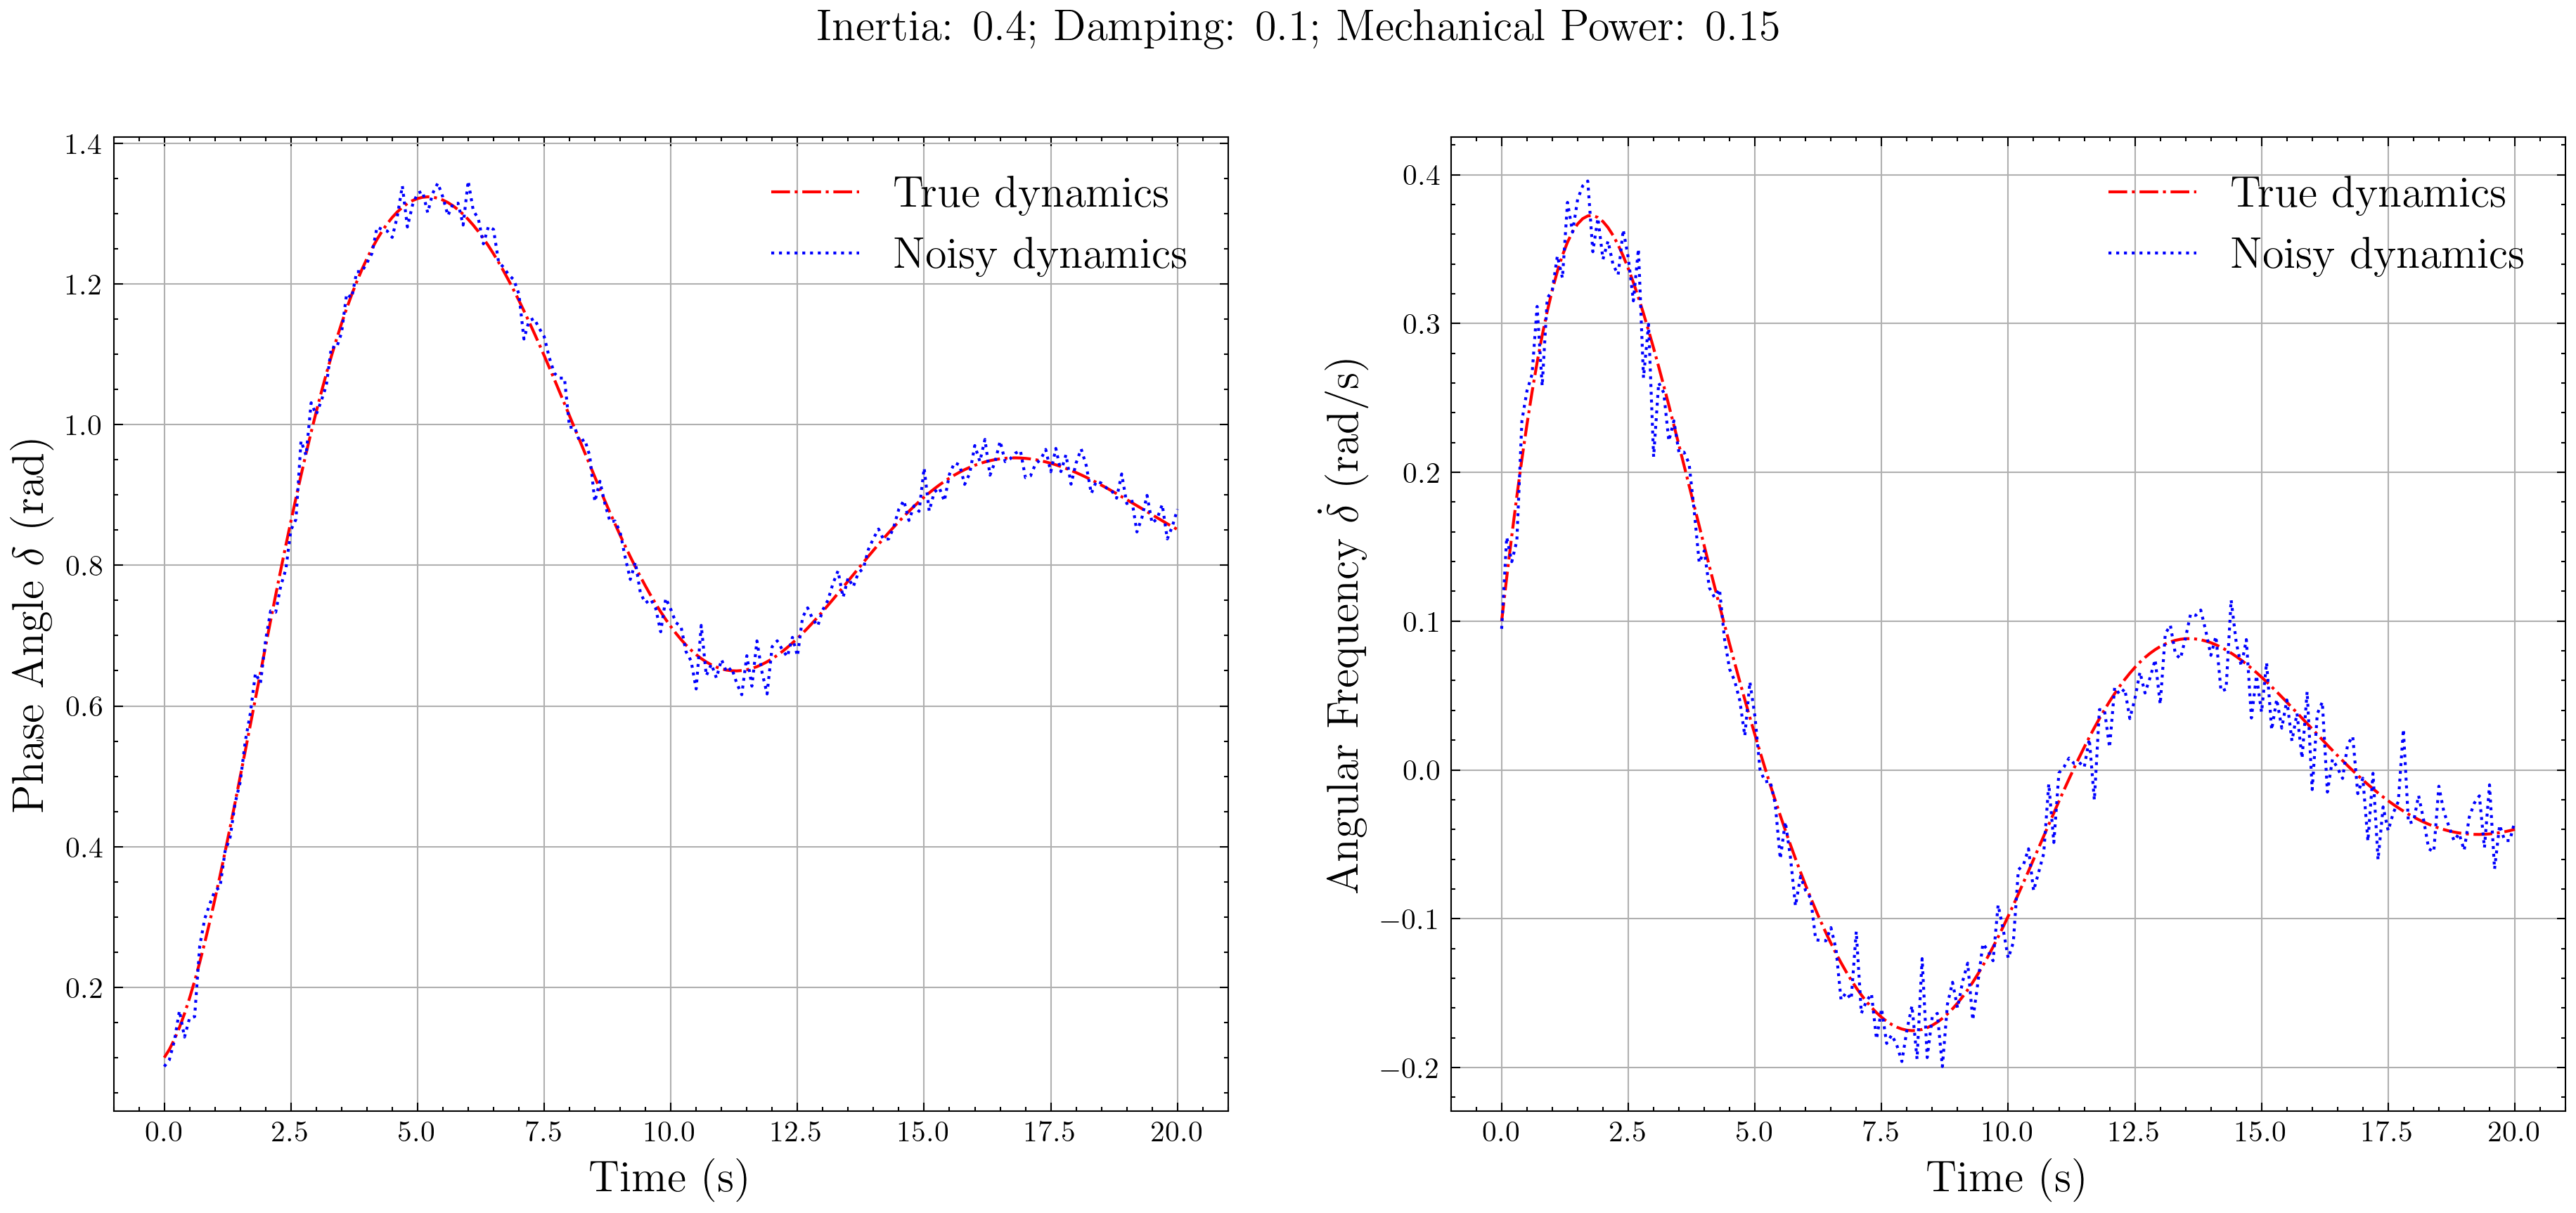 Inertia: 0.4; Damping: 0.1; Mechanical Power: 0.15
Phase Angle δ (rad)
1.4
1.2
1.0
0.8
0.6
0.4
0.2
True dynamics
Noisy dynamics
0.0 2.5 5.0 7.5 10.0 12.5 15.0 17.5 20.0
Time (s)
Angular Frequency δ̇ (rad/s)
0.4
0.3
0.2
0.1
0.0
−0.1
−0.2
True dynamics
Noisy dynamics
0.0 2.5 5.0 7.5 10.0 12.5 15.0 17.5 20.0
Time (s)